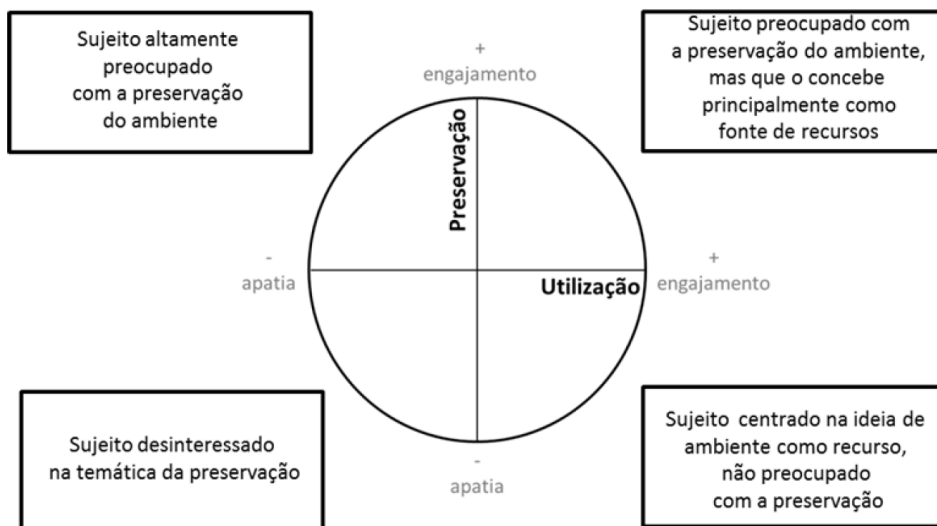 Sujeito altamente
preocupado
com a preservação
do ambiente
+
engajamento
Sujeito preocupado com
a preservação do ambiente,
mas que o concebe
principalmente como
fonte de recursos
Preservação
-
apatia
Utilização
+
engajamento
Sujeito desinteressado
na temática da preservação
-
apatia
Sujeito centrado na ideia de
ambiente como recurso,
não preocupado
com a preservação